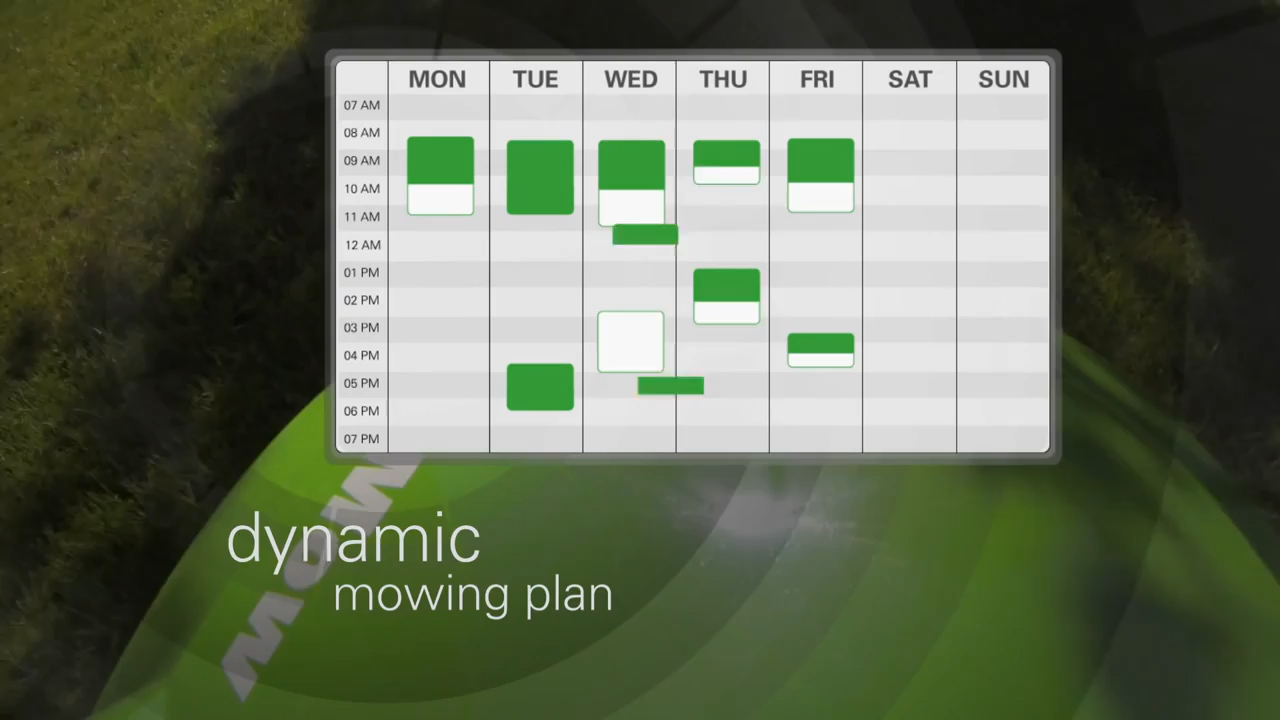 MON TUE WED THU FRI SAT SUN
07 AM
08 AM
09 AM
10 AM
11 AM
12 AM
01 PM
02 PM
03 PM
04 PM
05 PM
06 PM
07 PM
dynamic
mowing plan
MOW